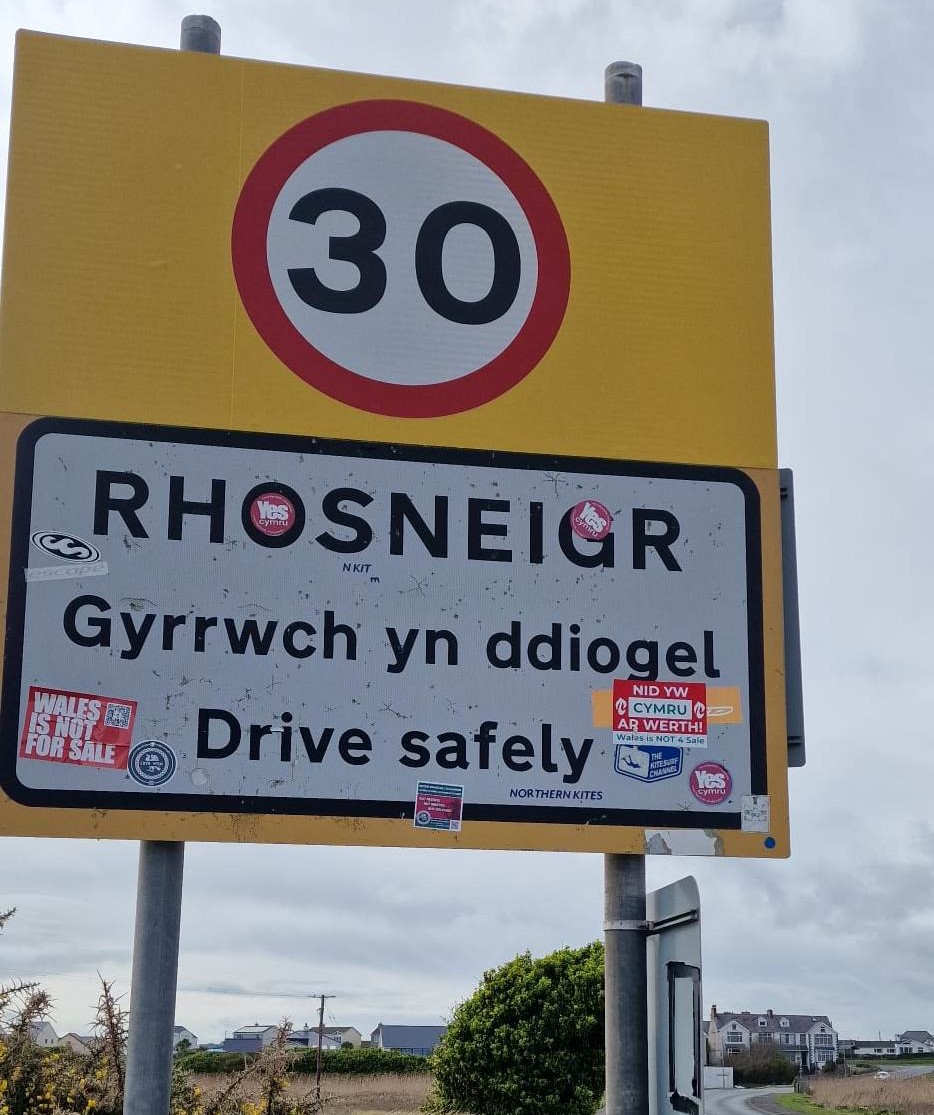 30
RHOSNEIGR
Yes
cymru
Yes
cymru
escape
N KIT
Gyrrwch yn ddiogel
NID YW
CYMRU
AR WERTH!
Wales is NOT 4 Sale
WALES
IS NOT
FOR SALE
Drive safely
THE
KITESURF
CHANNEL
Yes
cymru
NORTHERN KITES